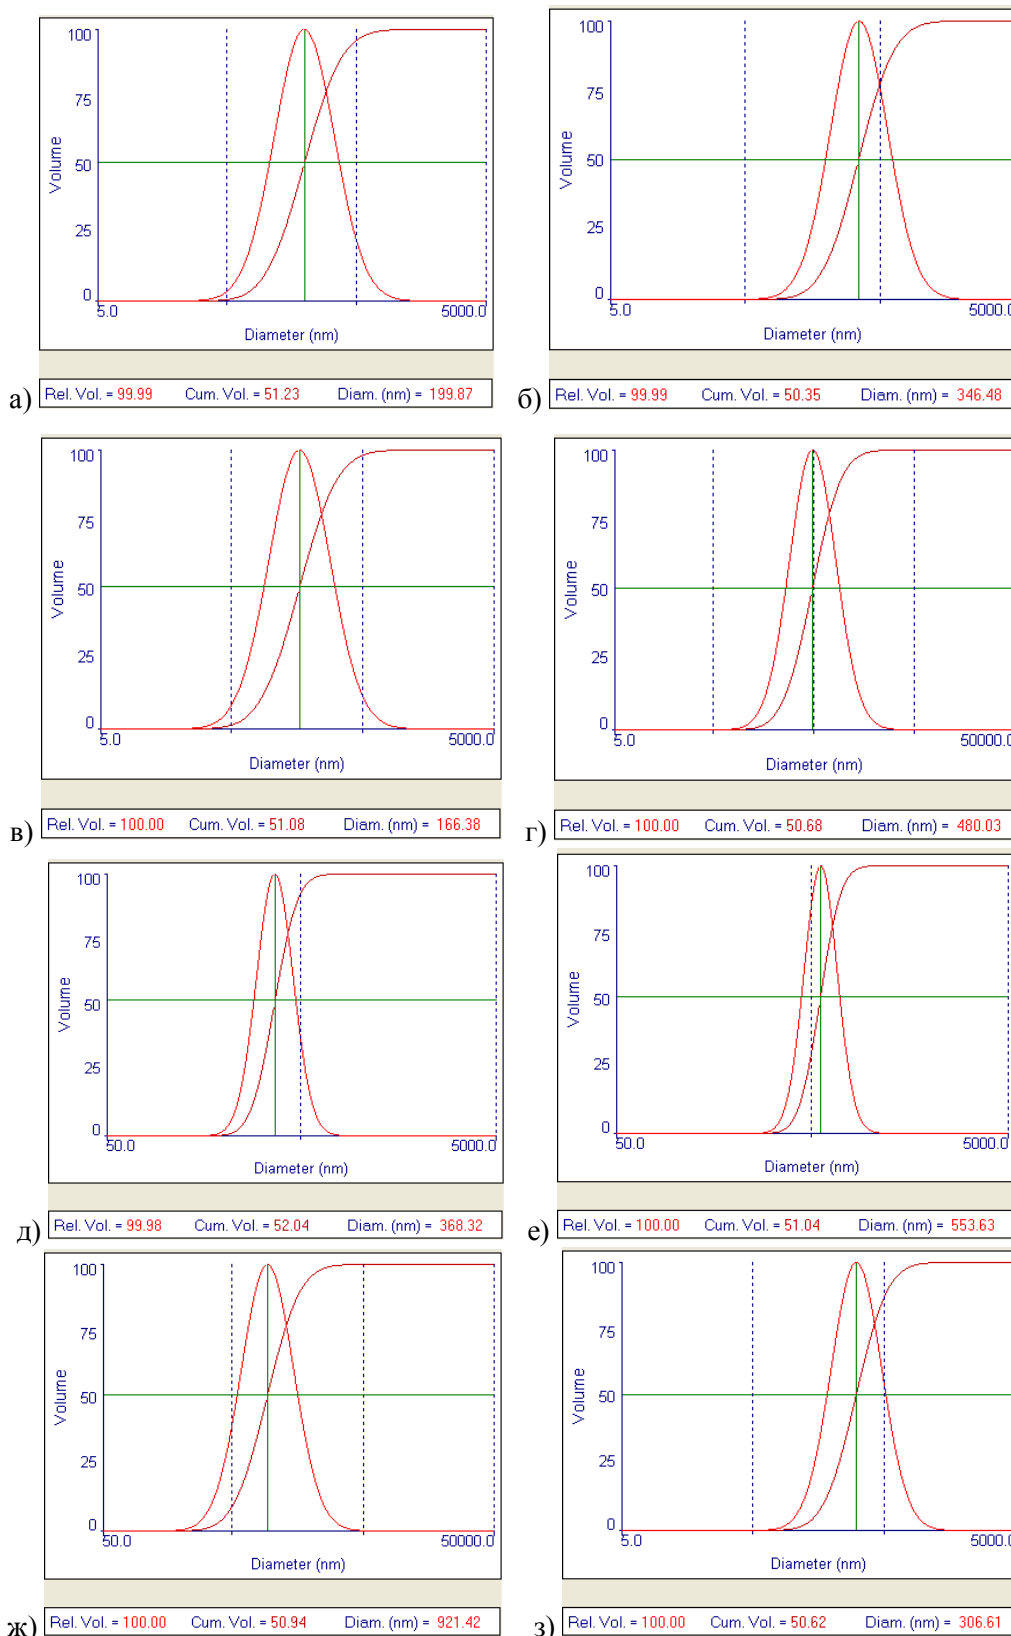 100
75
50
25
0
Volume
5.0
5000.0
Diameter (nm)
а) Rel. Vol. = 99.99 Cum. Vol. = 51.23 Diam. (nm) = 199.87
100
75
50
25
0
Volume
5.0
5000.0
Diameter (nm)
б) Rel. Vol. = 99.99 Cum. Vol. = 50.35 Diam. (nm) = 346.48
100
75
50
25
0
Volume
5.0
5000.0
Diameter (nm)
в) Rel. Vol. = 100.00 Cum. Vol. = 51.08 Diam. (nm) = 166.38
100
75
50
25
0
Volume
5.0
50000.0
Diameter (nm)
г) Rel. Vol. = 100.00 Cum. Vol. = 50.68 Diam. (nm) = 480.03
100
75
50
25
0
Volume
50.0
5000.0
Diameter (nm)
д) Rel. Vol. = 99.98 Cum. Vol. = 52.04 Diam. (nm) = 368.32
100
75
50
25
0
Volume
50.0
5000.0
Diameter (nm)
е) Rel. Vol. = 100.00 Cum. Vol. = 51.04 Diam. (nm) = 553.63
100
75
50
25
0
Volume
50.0
50000.0
Diameter (nm)
ж) Rel. Vol. = 100.00 Cum. Vol. = 50.94 Diam. (nm) = 921.42
100
75
50
25
0
Volume
5.0
5000.0
Diameter (nm)
з) Rel. Vol. = 100.00 Cum. Vol. = 50.62 Diam. (nm) = 306.61